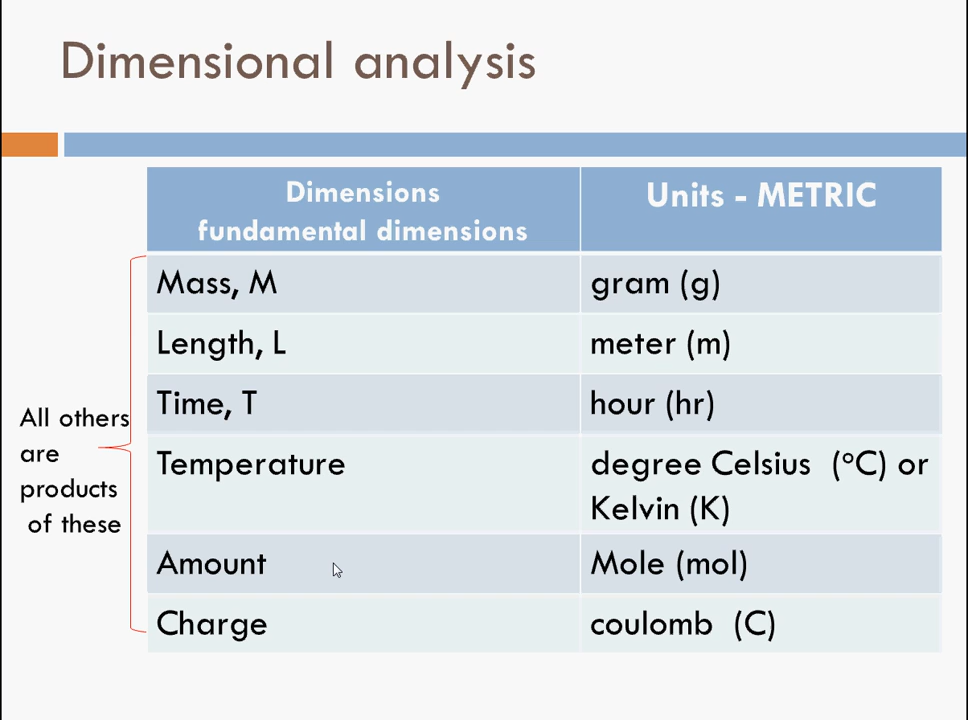 Dimensional analysis
Dimensions
fundamental dimensions
Units - METRIC
Mass, M
gram (g)
Length, L
meter (m)
Time, T
hour (hr)
Temperature
degree Celsius (°C) or
Kelvin (K)
Amount
Mole (mol)
Charge
coulomb (C)
All others
are
products
of these